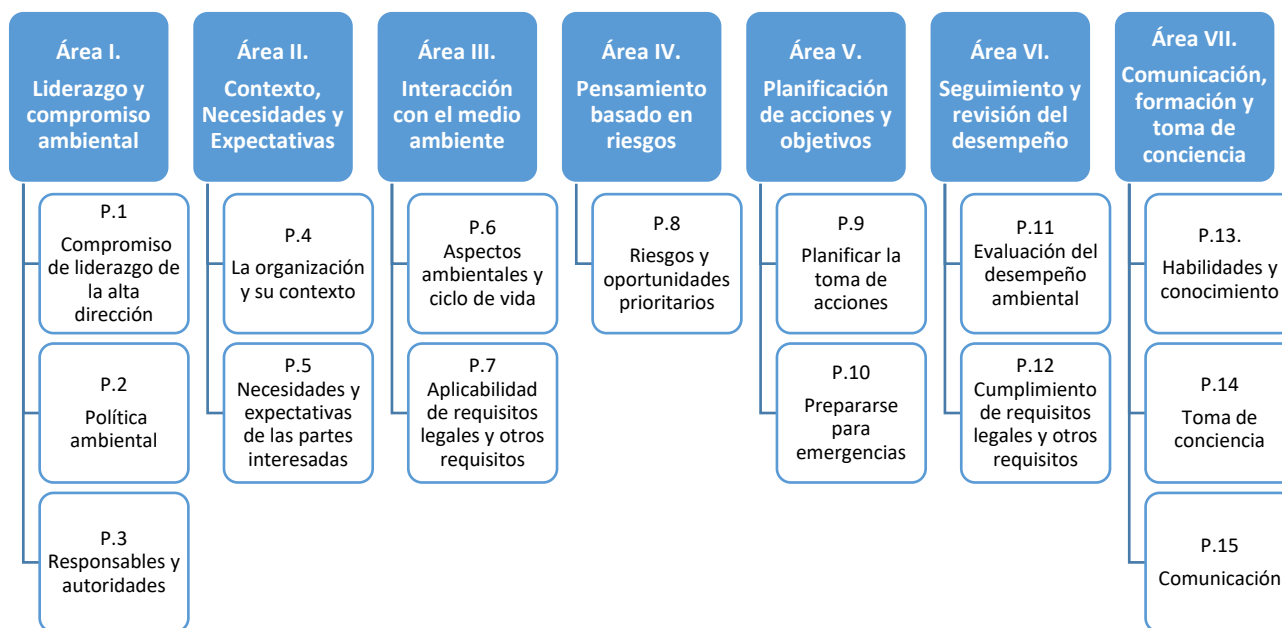 Área I.
Liderazgo y
compromiso
ambiental
P.1
Compromiso
de liderazgo de
la alta
dirección
P.2
Política
ambiental
P.3
Responsables y
autoridades
Área II.
Contexto,
Necesidades y
Expectativas
P.4
La organización
y su contexto
P.5
Necesidades y
expectativas
de las partes
interesadas
Área III.
Interacción
con el medio
ambiente
P.6
Aspectos
ambientales y
ciclo de vida
P.7
Aplicabilidad
de requisitos
legales y otros
requisitos
Área IV.
Pensamiento
basado en
riesgos
P.8
Riesgos y
oportunidades
prioritarios
Área V.
Planificación
de acciones y
objetivos
P.9
Planificar la
toma de
acciones
P.10
Prepararse
para
emergencias
Área VI.
Seguimiento y
revisión del
desempeño
P.11
Evaluación del
desempeño
ambiental
P.12
Cumplimiento
de requisitos
legales y otros
requisitos
Área VII.
Comunicación,
formación y
toma de
conciencia
P.13.
Habilidades y
conocimiento
P.14
Toma de
conciencia
P.15
Comunicación